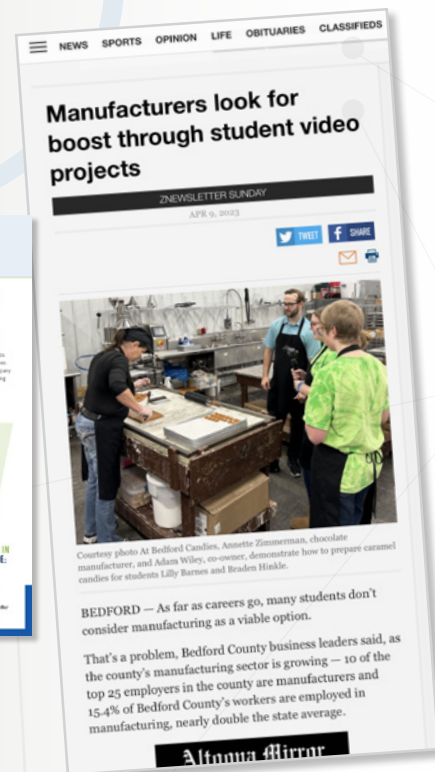 NEWS SPORTS OPINION LIFE OBITUARIES CLASSIFIEDS
Manufacturers look for
boost through student video
projects
ZNEWSLETTER SUNDAY
APR 9, 2023
TWEET
f SHARE
Courtesy photo At Bedford Candies, Annette Zimmerman, chocolate
manufacturer, and Adam Wiley, co-owner, demonstrate how to prepare caramel
candies for students Lilly Barnes and Braden Hinkle.
BEDFORD — As far as careers go, many students don't
consider manufacturing as a viable option.
That's a problem, Bedford County business leaders said, as
the county's manufacturing sector is growing — 10 of the
top 25 employers in the county are manufacturers and
15.4% of Bedford County's workers are employed in
manufacturing, nearly double the state average.
Altoona Mirror
IN
E: